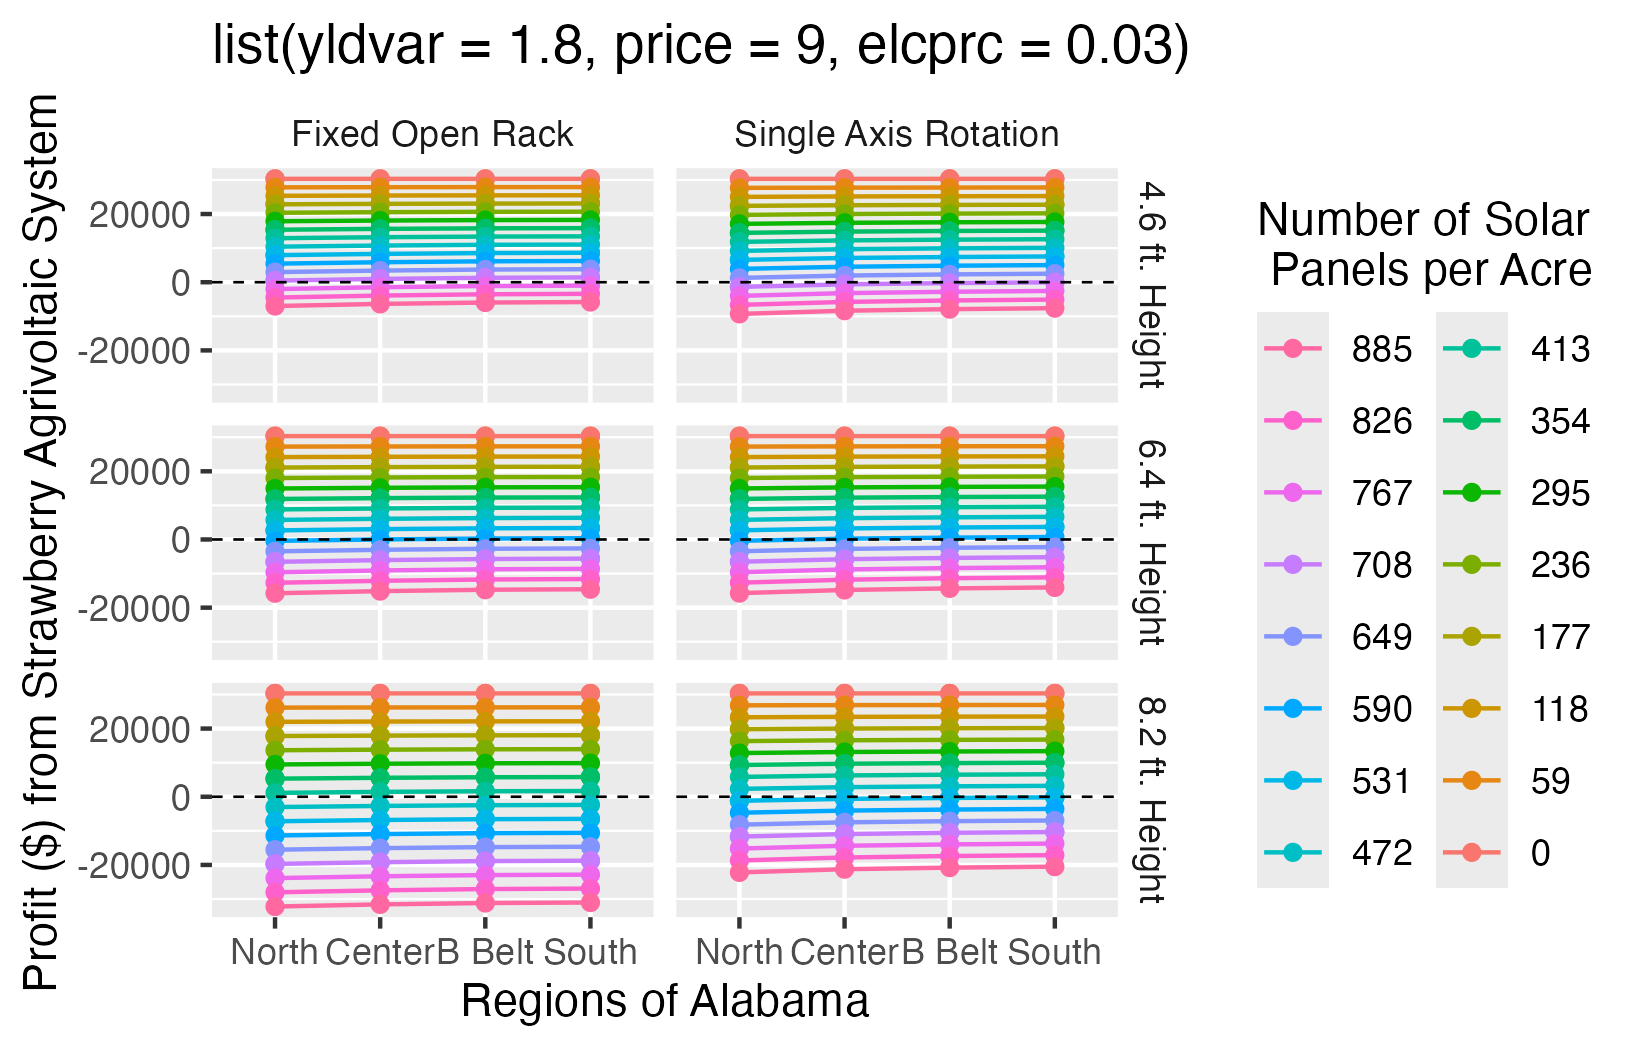 list(yldvar = 1.8, price = 9, elcprc = 0.03)
Profit ($) from Strawberry Agrivoltaic System
Fixed Open Rack
Single Axis Rotation
20000
0
-20000
4.6 ft. Height
20000
0
-20000
6.4 ft. Height
20000
0
-20000
8.2 ft. Height
North Center B Belt South
North Center B Belt South
Regions of Alabama
Number of Solar
Panels per Acre
885 413
826 354
767 295
708 236
649 177
590 118
531 59
472 0